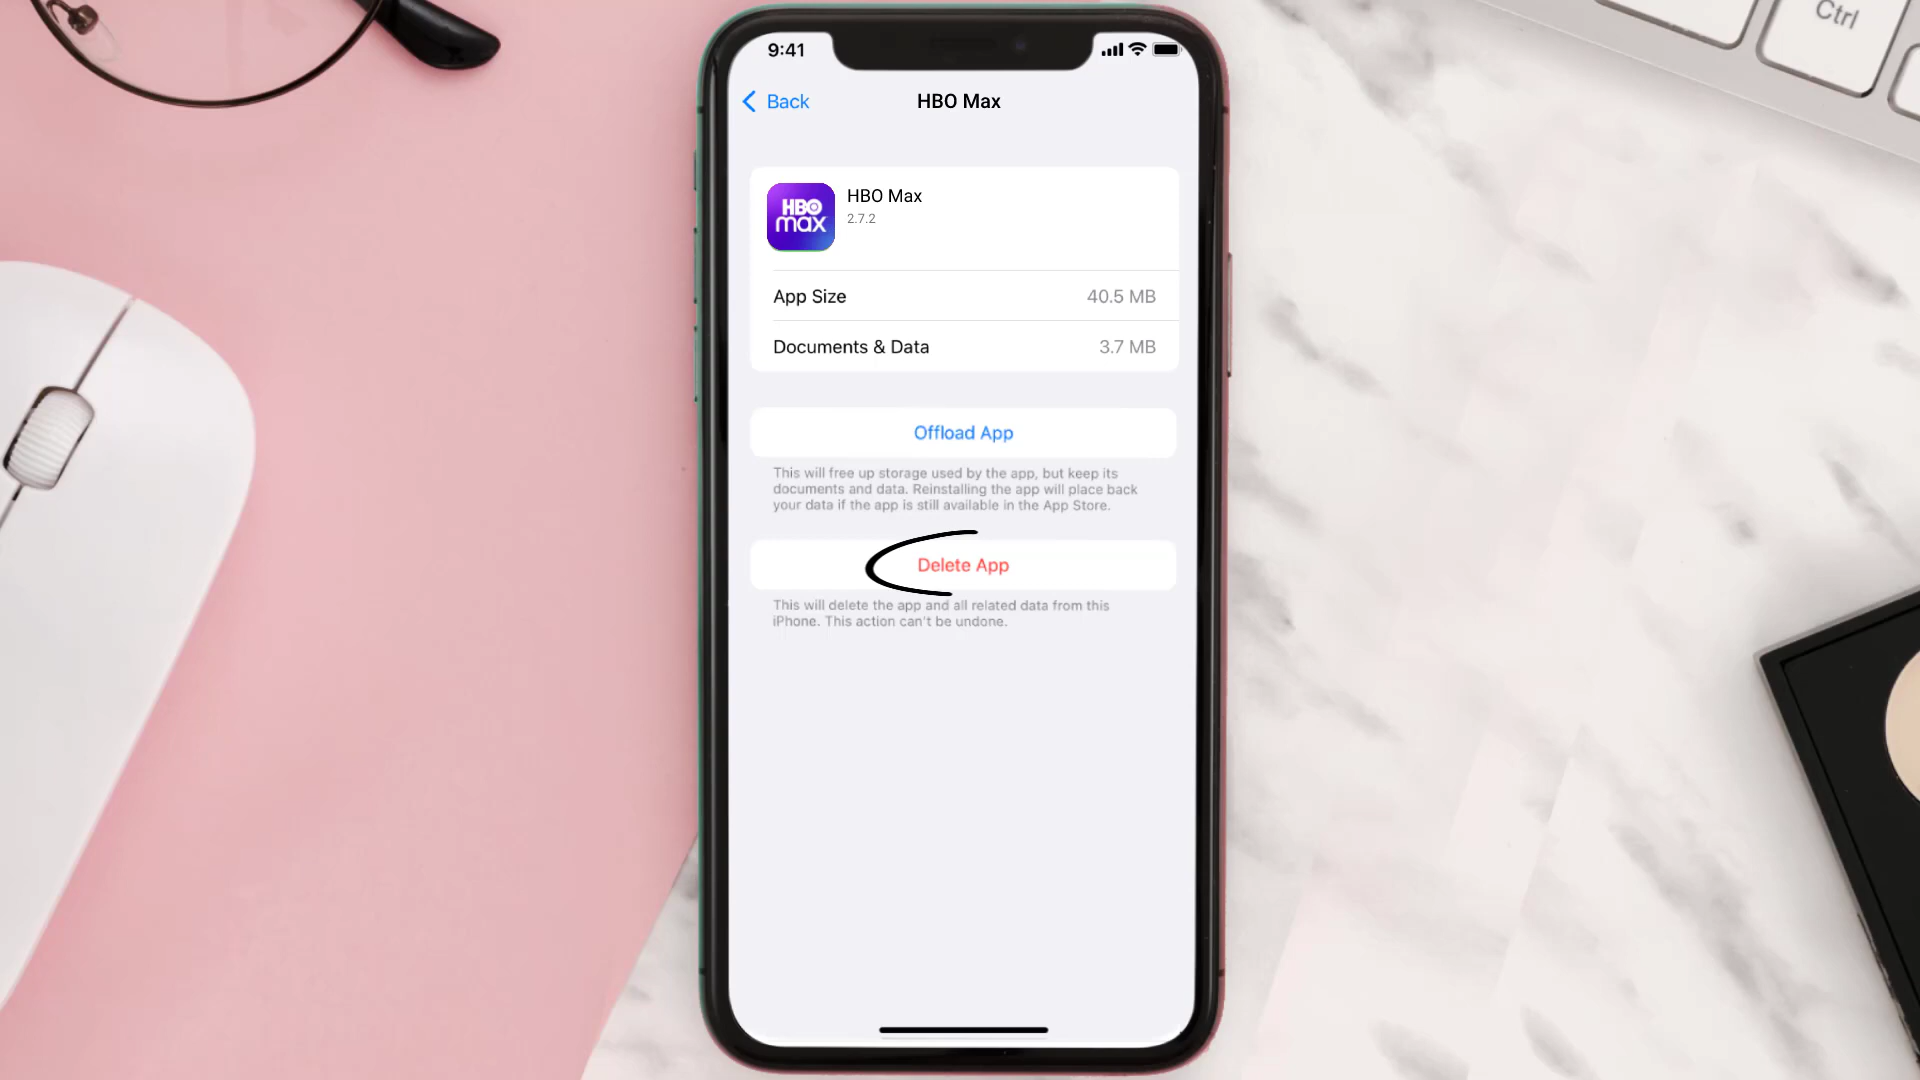 Ctrl
9:41
Back
HBO Max
HBO
max
HBO Max
2.7.2
App Size
40.5 MB
Documents & Data
3.7 MB
Offload App
This will free up storage used by the app, but keep its
documents and data. Reinstalling the app will place back
your data if the app is still available in the App Store.
Delete App
This will delete the app and all related data from this
iPhone. This action can't be undone.